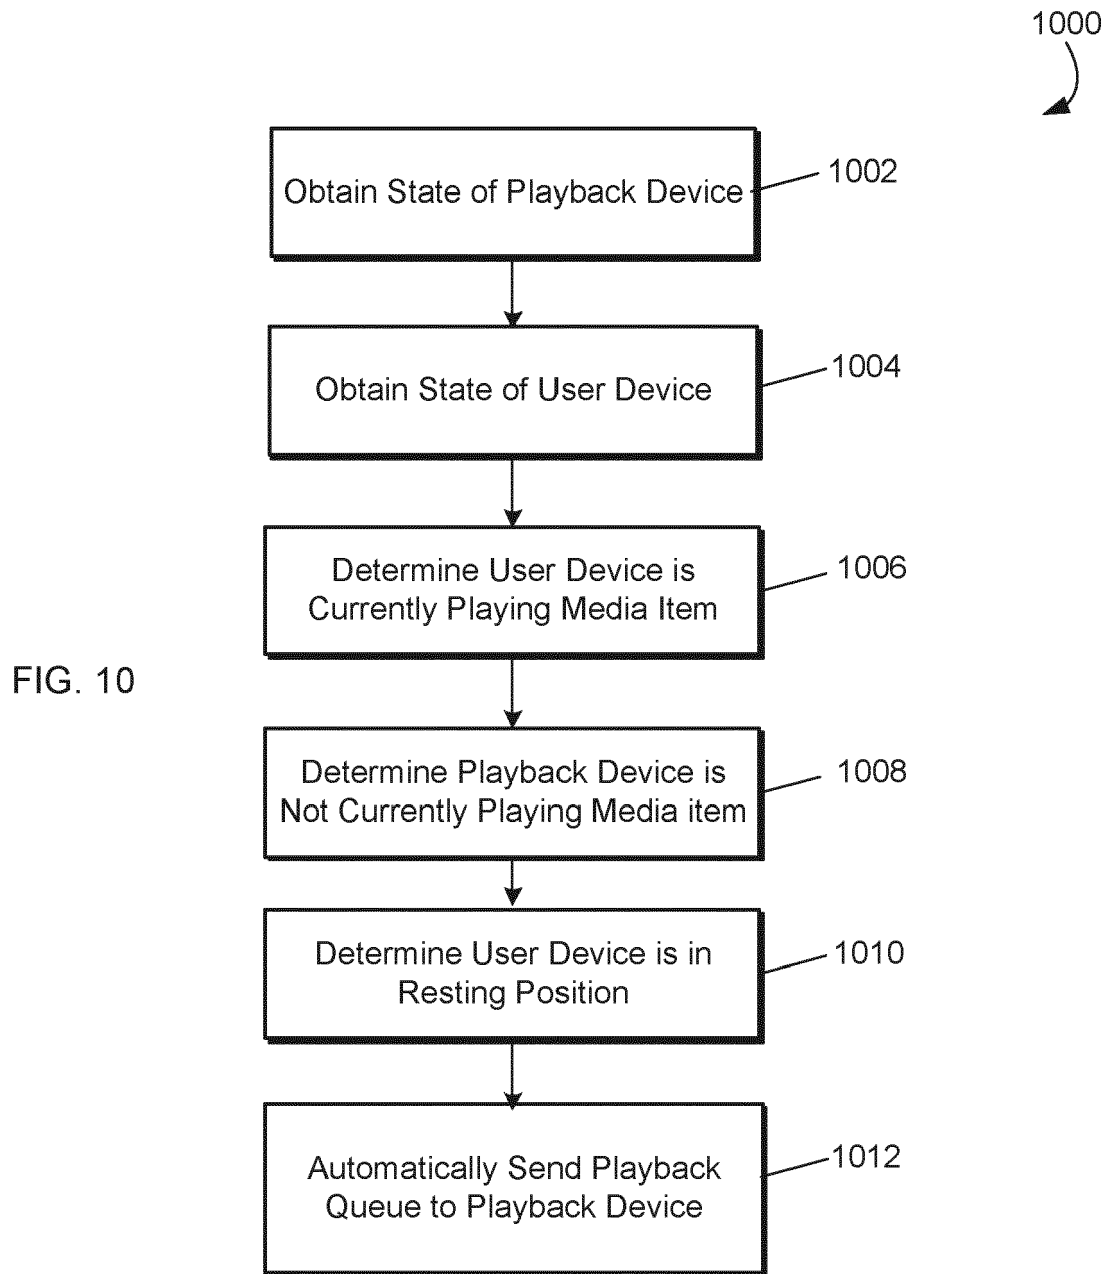 1000
Obtain State of Playback Device
1002
Obtain State of User Device
1004
Determine User Device is
Currently Playing Media Item
1006
FIG. 10
Determine Playback Device is
Not Currently Playing Media item
1008
Determine User Device is in
Resting Position
1010
Automatically Send Playback
Queue to Playback Device
1012